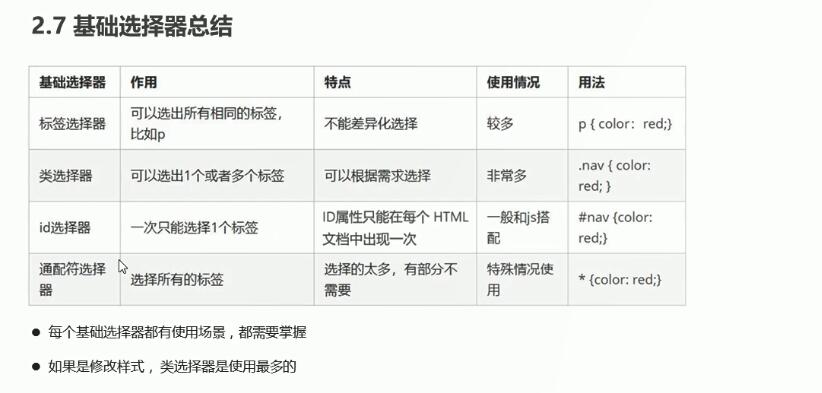 2.7 基础选择器总结
基础选择器 作用 特点 使用情况 用法
标签选择器 可以选出所有相同的标签，比如p 不能差异化选择 较多 p { color：red;}
类选择器 可以选出1个或者多个标签 可以根据需求选择 非常多 .nav { color: red; }
id选择器 一次只能选择1个标签 ID属性只能在每个 HTML 文档中出现一次 一般和js搭配 #nav {color: red;}
通配符选择器 选择所有的标签 选择的太多，有部分不需要 特殊情况使用 * {color: red;}
● 每个基础选择器都有使用场景，都需要掌握
● 如果是修改样式，类选择器是使用最多的